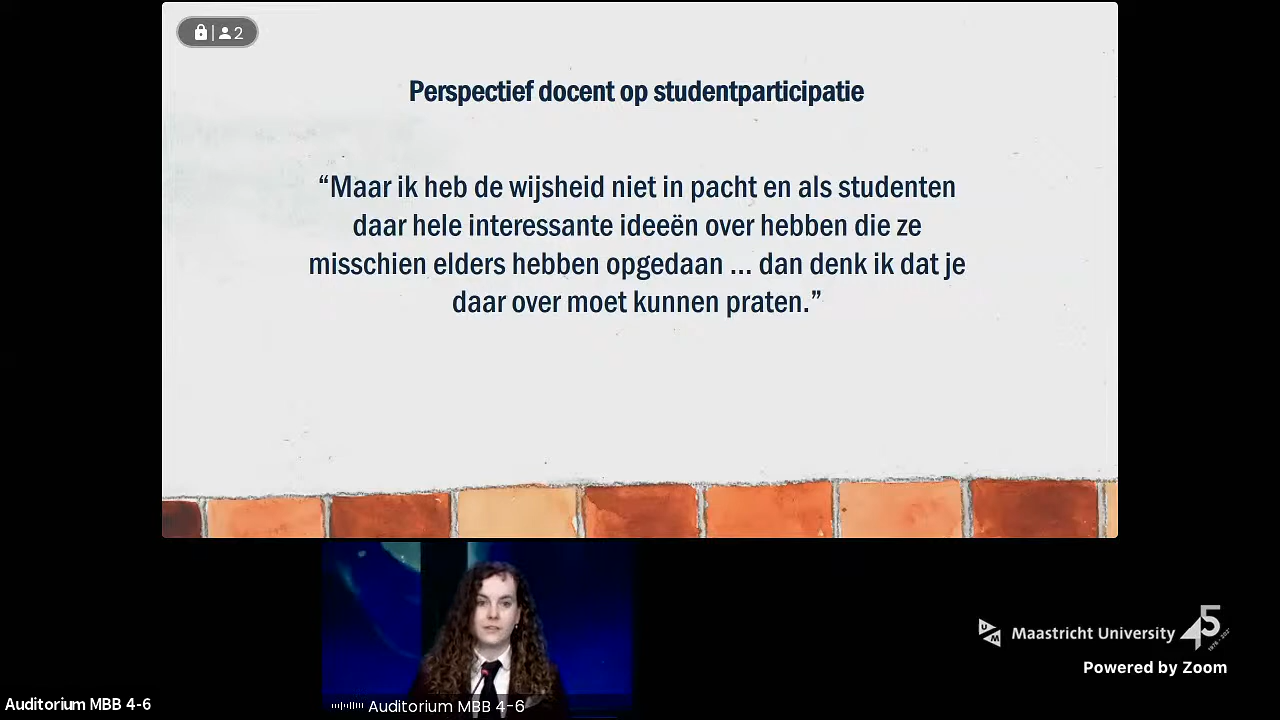 2
Perspectief docent op studentparticipatie
“Maar ik heb de wijsheid niet in pacht en als studenten
daar hele interessante ideeën over hebben die ze
misschien elders hebben opgedaan ... dan denk ik dat je
daar over moet kunnen praten.”
UM
Maastricht University
45
Powered by Zoom
Auditorium MBB 4-6
Auditorium MBB 4-6